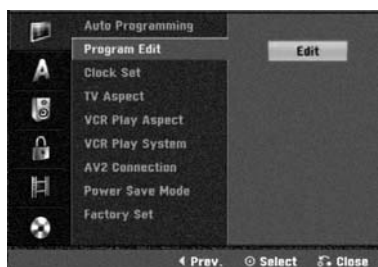 Auto Programming
Program Edit
Edit
Clock Set
TV Aspect
VCR Play Aspect
VCR Play System
AV2 Connection
Power Save Mode
Factory Set
A
Prev. Select Close